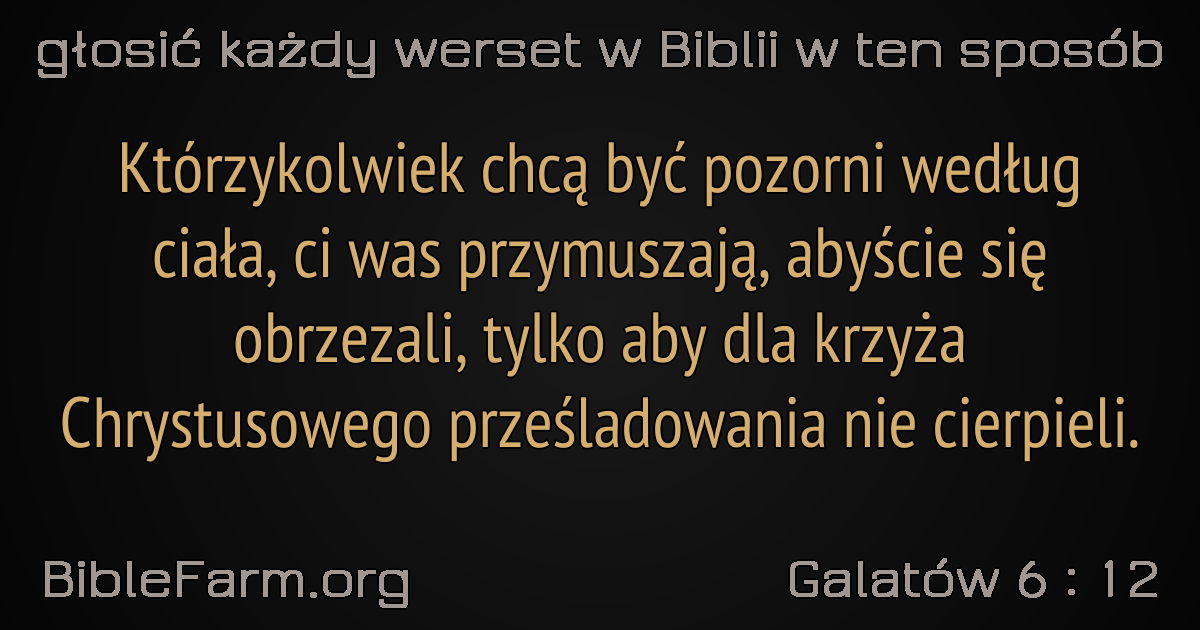 głosić każdy werset w Biblii w ten sposób
Którzykolwiek chcą być pozorni według
ciała, ci was przymuszają, abyście się
obrzezali, tylko aby dla krzyża
Chrystusowego prześladowania nie cierpieli.
BibleFarm.org
Galatów 6 : 12